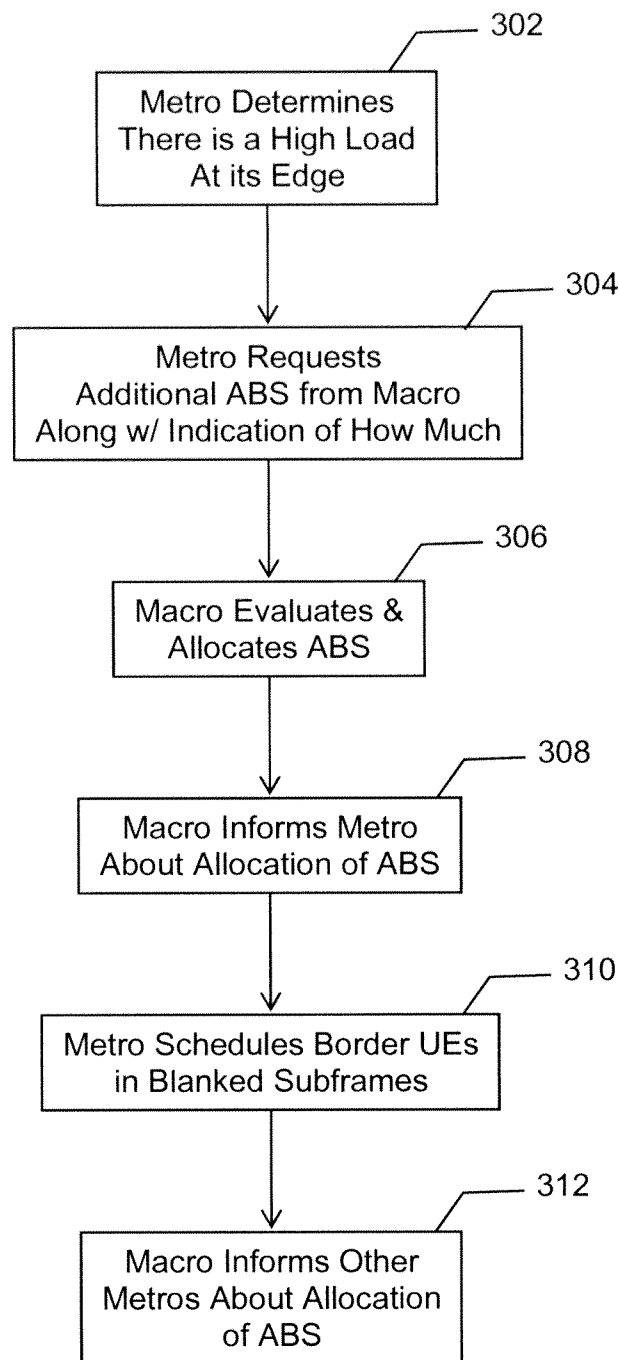 302
Metro Determines
There is a High Load
At its Edge
304
Metro Requests
Additional ABS from Macro
Along w/ Indication of How Much
306
Macro Evaluates &
Allocates ABS
308
Macro Informs Metro
About Allocation of ABS
310
Metro Schedules Border UEs
in Blanked Subframes
312
Macro Informs Other
Metros About Allocation
of ABS